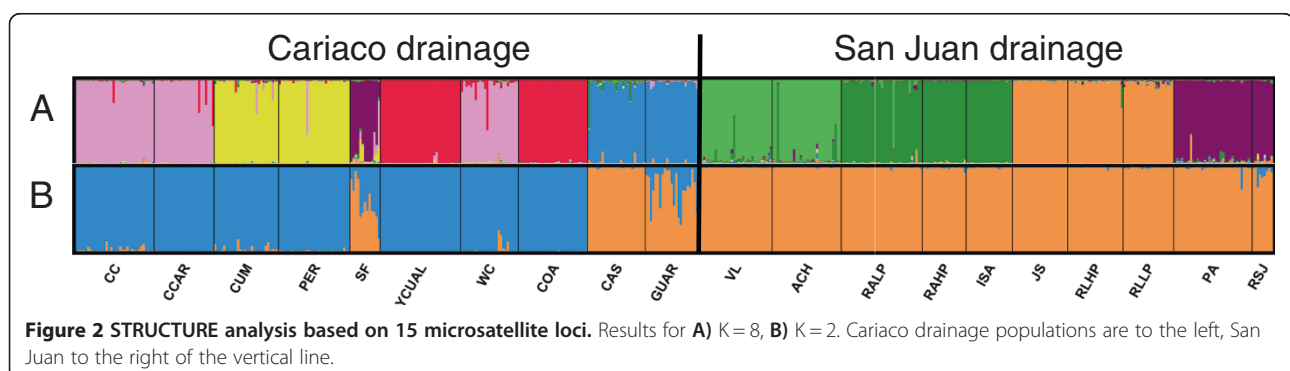 Cariaco drainage San Juan drainage
A
B
CC CCAR CUM PER SF YCUAL WC COA CAS GUAR VL ACH RALP RAHP ISA JS RLHP RLLP PA RSJ
Figure 2 STRUCTURE analysis based on 15 microsatellite loci. Results for A) K = 8, B) K = 2. Cariaco drainage populations are to the left, San
Juan to the right of the vertical line.